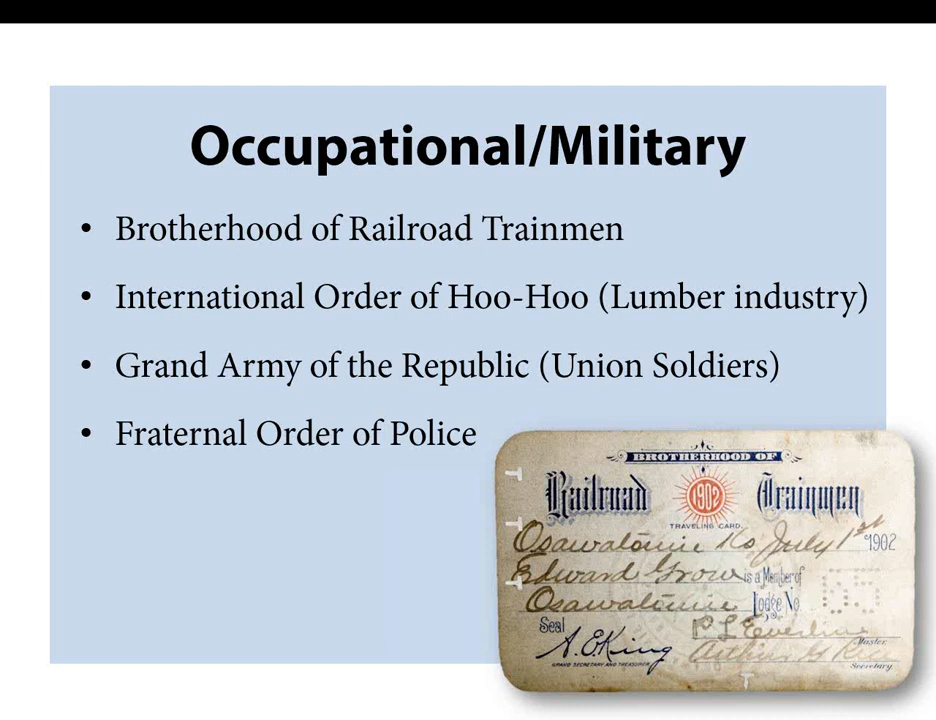 Occupational/Military
• Brotherhood of Railroad Trainmen
• International Order of Hoo-Hoo (Lumber industry)
• Grand Army of the Republic (Union Soldiers)
• Fraternal Order of Police
BROTHERHOOD OF
Railroad 1902 Trainmen
TRAVELING CARD.
Osawatomie Ks July 1st 1902
Edward Grow is a Member of
Osawatomie Lodge No.
Seal
A. E. King
Master
GRAND SECRETARY AND TREASURER
Secretary